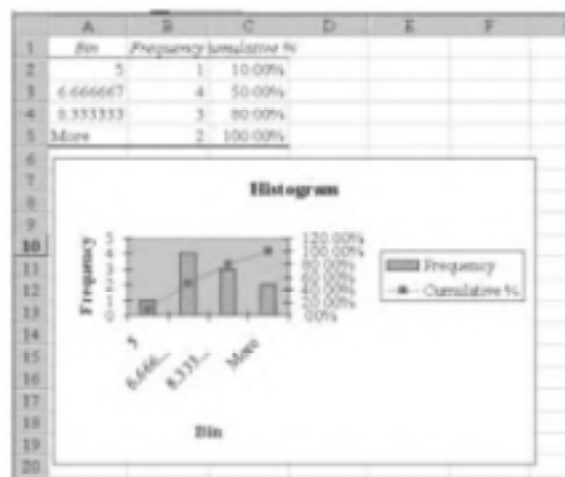 A B C D E F
1 Bin Frequency umulative %
2 5 1 10.00%
3 6.666667 4 50.00%
4 8.333333 3 80.00%
5 More 2 100.00%
6
7
8
9
10
11
12
13
14
15
16
17
18
19
20
Histogram
Frequency
5
4
3
2
1
0
120.00%
100.00%
80.00%
60.00%
40.00%
20.00%
.00%
5
6.666...
8.333...
More
Bin
Frequency
Cumulative %